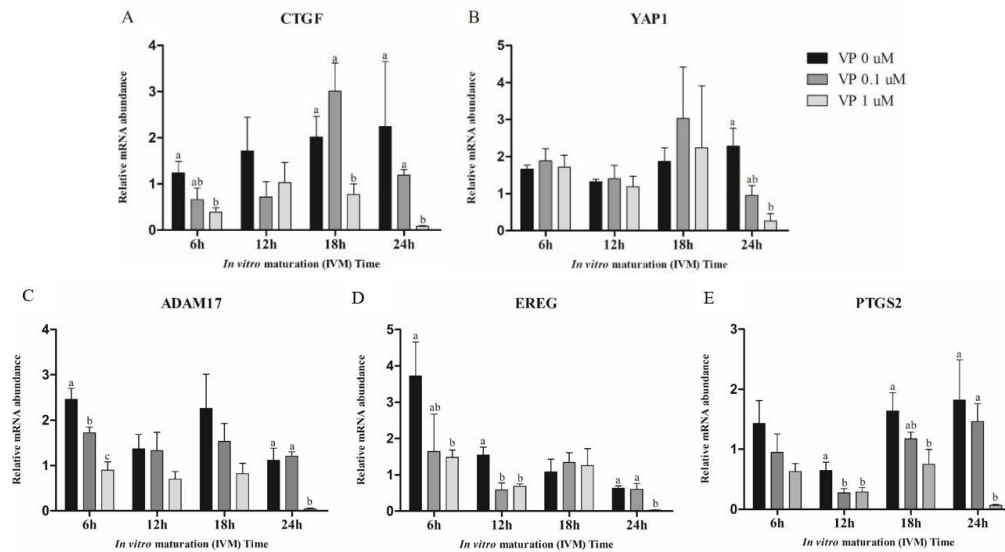 A
CTGF
Relative mRNA abundance
4
3
2
1
0
a
ab
b
a
a
b
a
a
b
6h
12h
18h
24h
In vitro maturation (IVM) Time
B
YAP1
Relative mRNA abundance
5
4
3
2
1
0
a
ab
b
6h
12h
18h
24h
In vitro maturation (IVM) Time
VP 0 uM
VP 0.1 uM
VP 1 uM
C
ADAM17
Relative mRNA abundance
4
3
2
1
0
a
b
c
a
a
b
6h
12h
18h
24h
In vitro maturation (IVM) Time
D
EREG
Relative mRNA abundance
5
4
3
2
1
0
a
ab
b
a
b
b
a
a
b
6h
12h
18h
24h
In vitro maturation (IVM) Time
E
PTGS2
Relative mRNA abundance
3
2
1
0
a
b
b
a
ab
b
a
a
b
6h
12h
18h
24h
In vitro maturation (IVM) Time